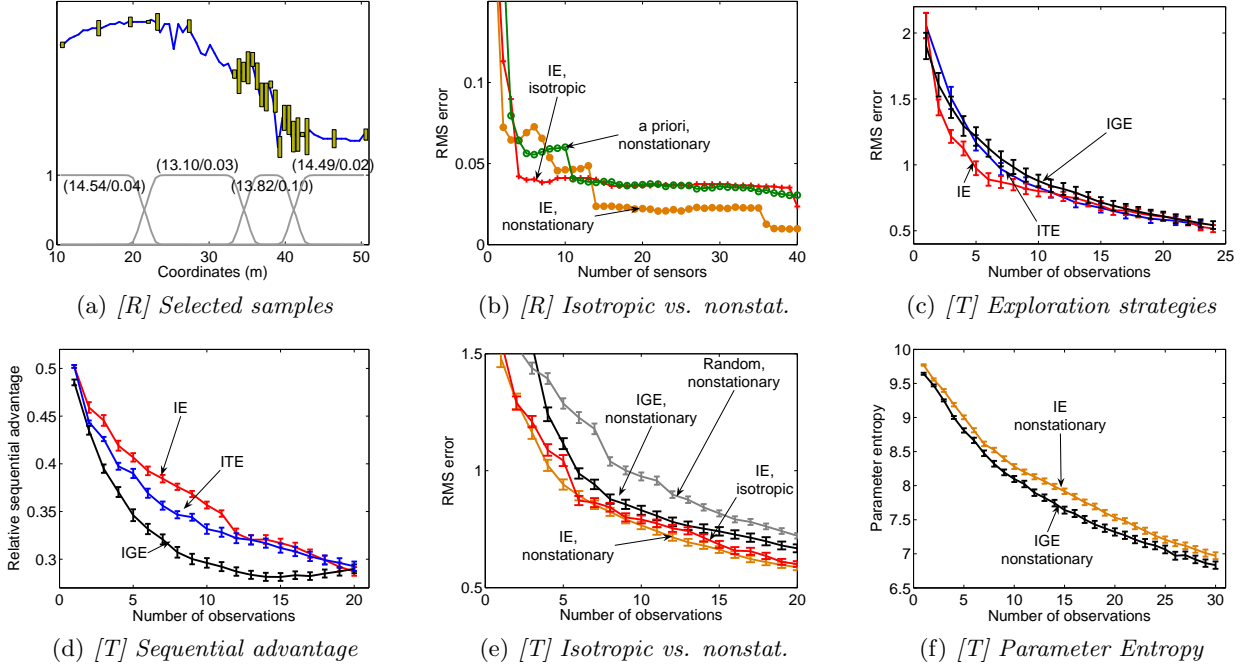 (13.10/0.03)
(14.49/0.02)
1
(14.54/0.04)
(13.82/0.10)
0
10 20 30 40 50
Coordinates (m)
(a) [R] Selected samples
RMS error
0.1
0.05
0
IE,
isotropic
a priori,
nonstationary
IE,
nonstationary
0 10 20 30 40
Number of sensors
(b) [R] Isotropic vs. nonstat.
RMS error
2
1.5
1
0.5
IGE
IE
ITE
0 5 10 15 20 25
Number of observations
(c) [T] Exploration strategies
Relative sequential advantage
0.5
0.45
0.4
0.35
0.3
IE
ITE
IGE
0 5 10 15 20
Number of observations
(d) [T] Sequential advantage
RMS error
1.5
1
0.5
Random,
nonstationary
IGE,
nonstationary
IE,
isotropic
IE,
nonstationary
0 5 10 15 20
Number of observations
(e) [T] Isotropic vs. nonstat.
Parameter entropy
10
9.5
9
8.5
8
7.5
7
6.5
IE
nonstationary
IGE
nonstationary
0 5 10 15 20 25 30
Number of observations
(f) [T] Parameter Entropy